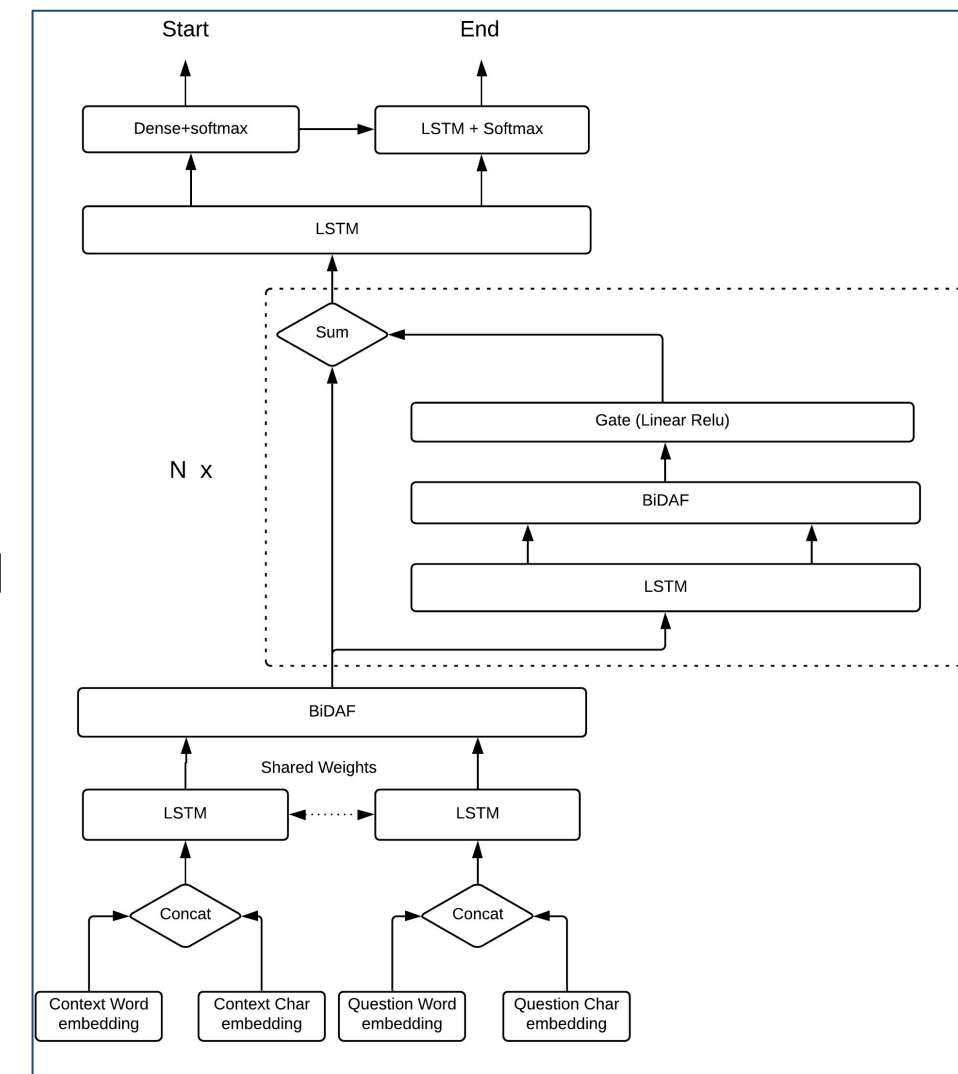 Start
End
Dense+softmax
LSTM + Softmax
LSTM
Sum
Gate (Linear Relu)
N x
BiDAF
LSTM
BiDAF
Shared Weights
LSTM
LSTM
Concat
Concat
Context Word
embedding
Context Char
embedding
Question Word
embedding
Question Char
embedding